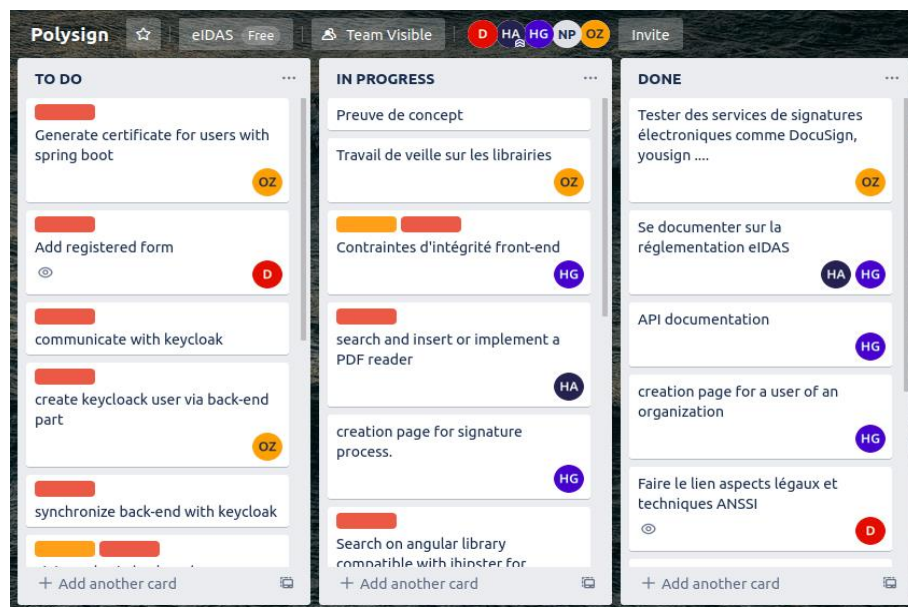 Polysign
eIDAS Free
Team Visible
D HA HG NP OZ
Invite
TO DO
Generate certificate for users with
spring boot
OZ
Add registered form
D
communicate with keycloak
create keycloack user via back-end
part
OZ
synchronize back-end with keycloak
+ Add another card
IN PROGRESS
Preuve de concept
Travail de veille sur les librairies
OZ
Contraintes d'intégrité front-end
HG
search and insert or implement a
PDF reader
HA
creation page for signature
process.
HG
Search on angular library
compatible with jhipster for
+ Add another card
DONE
Tester des services de signatures
électroniques comme DocuSign,
yousign ....
OZ
Se documenter sur la
réglementation eIDAS
HA HG
API documentation
HG
creation page for a user of an
organization
HG
Faire le lien aspects légaux et
techniques ANSSI
D
+ Add another card